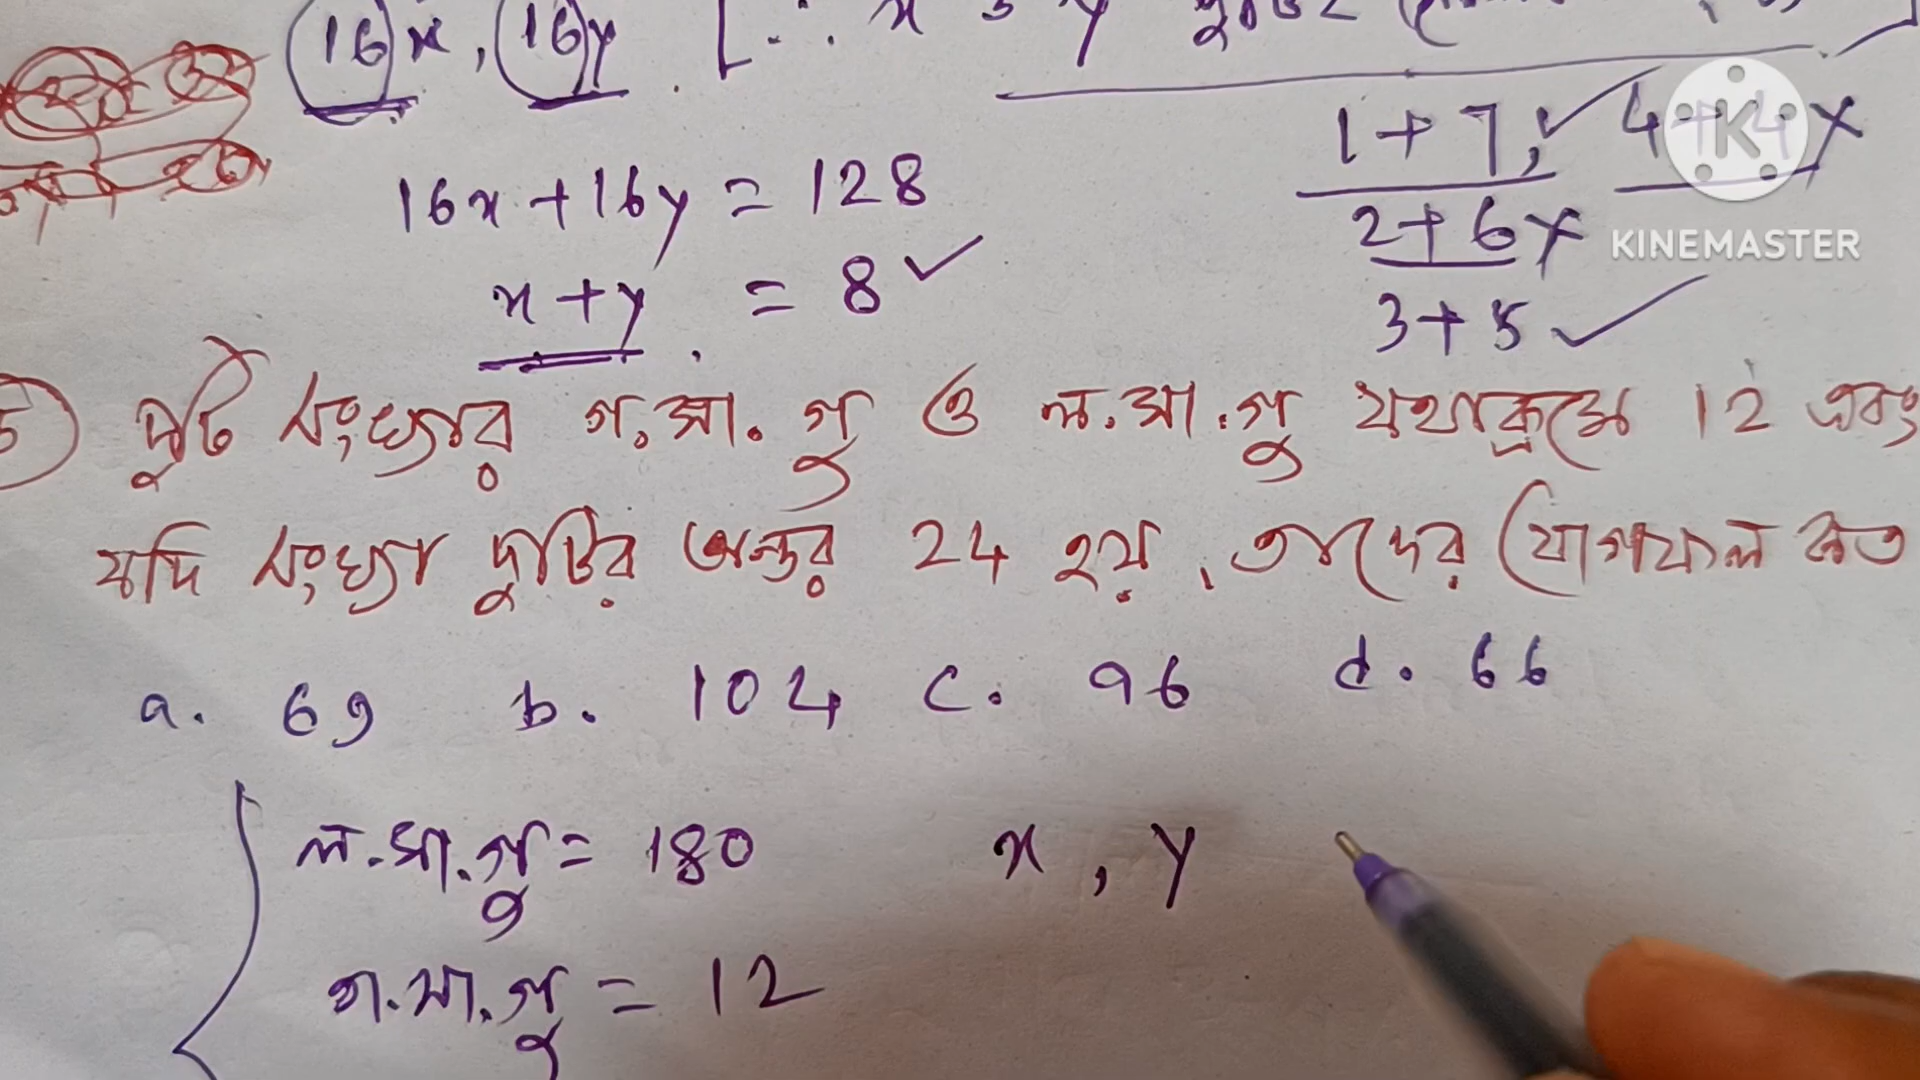 16x, 16y [∴ x ও y
16x + 16y = 128
x + y = 8 ✓
1 + 7, ✓ 4 + 4 x
2 + 6 x
3 + 5 ✓
KINEMASTER
দুটি সংখ্যার গ.সা.গু ও ল.সা.গু যথাক্রমে 12 এবং
যদি সংখ্যা দুটির অন্তর 24 হয়, তাদের যোগফল কত
a. 69 b. 104 c. 96 d. 66
ল.সা.গু = 180 x, y
গ.সা.গু = 12